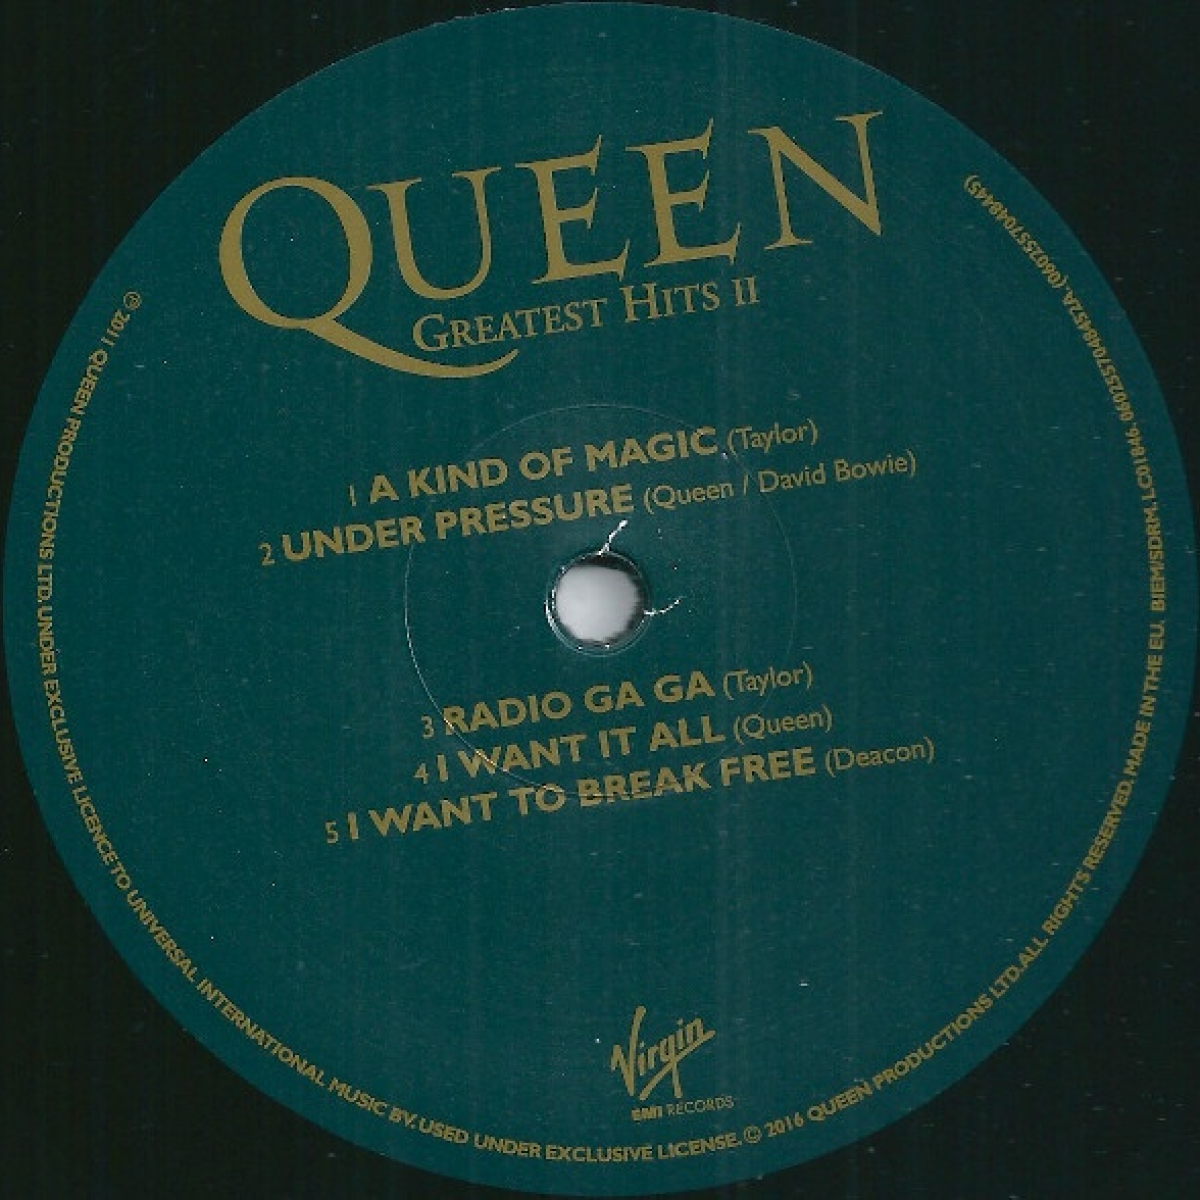 QUEEN
GREATEST HITS II
1 A KIND OF MAGIC (Taylor)
2 UNDER PRESSURE (Queen / David Bowie)
3 RADIO GA GA (Taylor)
4 I WANT IT ALL (Queen)
5 I WANT TO BREAK FREE (Deacon)
Virgin
EMI RECORDS
℗ 2011 QUEEN PRODUCTIONS LTD. UNDER EXCLUSIVE LICENCE TO UNIVERSAL INTERNATIONAL MUSIC BV. USED UNDER EXCLUSIVE LICENSE. © 2016 QUEEN PRODUCTIONS LTD. ALL RIGHTS RESERVED. MADE IN THE EU. BIEM/SDRM. LC01846. 0602557048452A. (0602557048445)